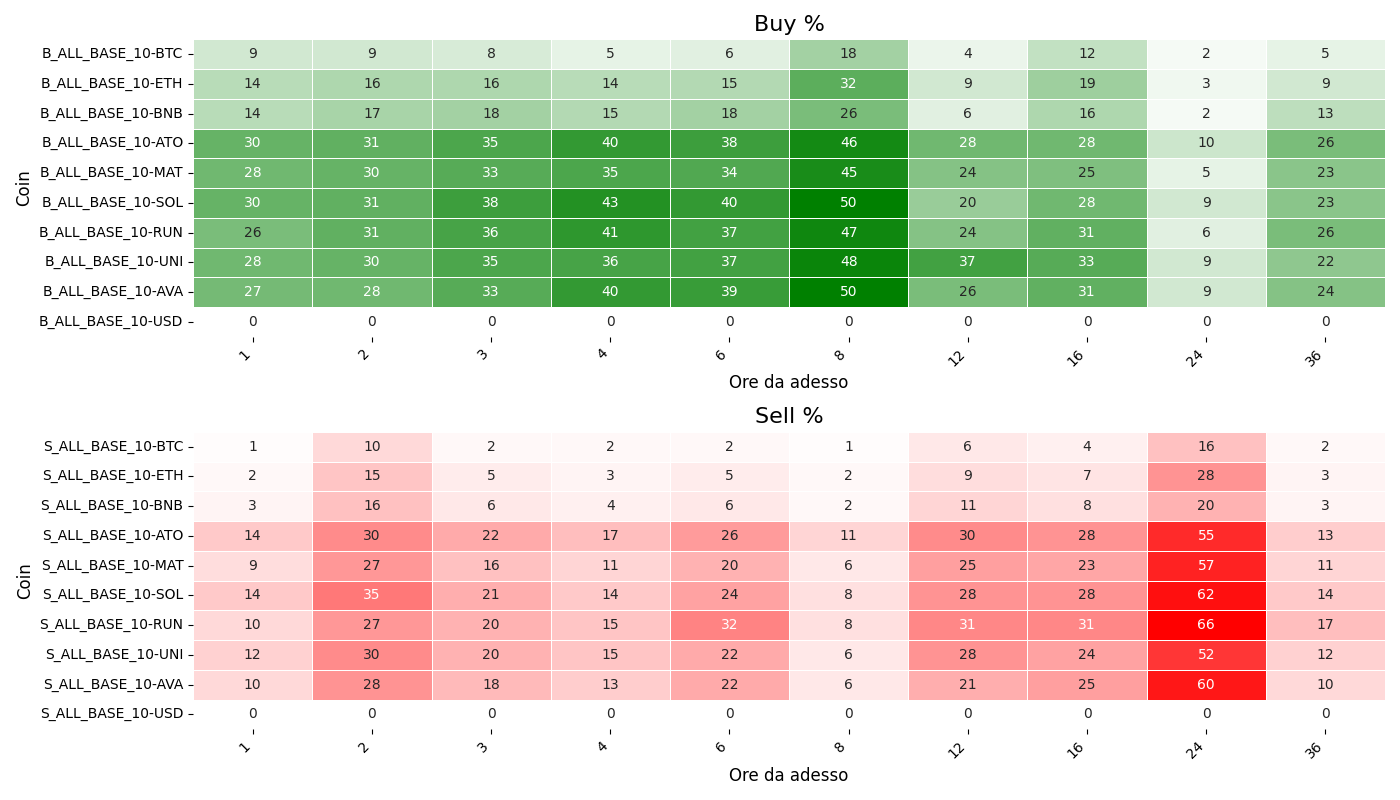 Buy %
Coin
B_ALL_BASE_10-BTC 9 9 8 5 6 18 4 12 2 5
B_ALL_BASE_10-ETH 14 16 16 14 15 32 9 19 3 9
B_ALL_BASE_10-BNB 14 17 18 15 18 26 6 16 2 13
B_ALL_BASE_10-ATO 30 31 35 40 38 46 28 28 10 26
B_ALL_BASE_10-MAT 28 30 33 35 34 45 24 25 5 23
B_ALL_BASE_10-SOL 30 31 38 43 40 50 20 28 9 23
B_ALL_BASE_10-RUN 26 31 36 41 37 47 24 31 6 26
B_ALL_BASE_10-UNI 28 30 35 36 37 48 37 33 9 22
B_ALL_BASE_10-AVA 27 28 33 40 39 50 26 31 9 24
B_ALL_BASE_10-USD 0 0 0 0 0 0 0 0 0 0
1 2 3 4 6 8 12 16 24 36
Ore da adesso
Sell %
Coin
S_ALL_BASE_10-BTC 1 10 2 2 2 1 6 4 16 2
S_ALL_BASE_10-ETH 2 15 5 3 5 2 9 7 28 3
S_ALL_BASE_10-BNB 3 16 6 4 6 2 11 8 20 3
S_ALL_BASE_10-ATO 14 30 22 17 26 11 30 28 55 13
S_ALL_BASE_10-MAT 9 27 16 11 20 6 25 23 57 11
S_ALL_BASE_10-SOL 14 35 21 14 24 8 28 28 62 14
S_ALL_BASE_10-RUN 10 27 20 15 32 8 31 31 66 17
S_ALL_BASE_10-UNI 12 30 20 15 22 6 28 24 52 12
S_ALL_BASE_10-AVA 10 28 18 13 22 6 21 25 60 10
S_ALL_BASE_10-USD 0 0 0 0 0 0 0 0 0 0
1 2 3 4 6 8 12 16 24 36
Ore da adesso